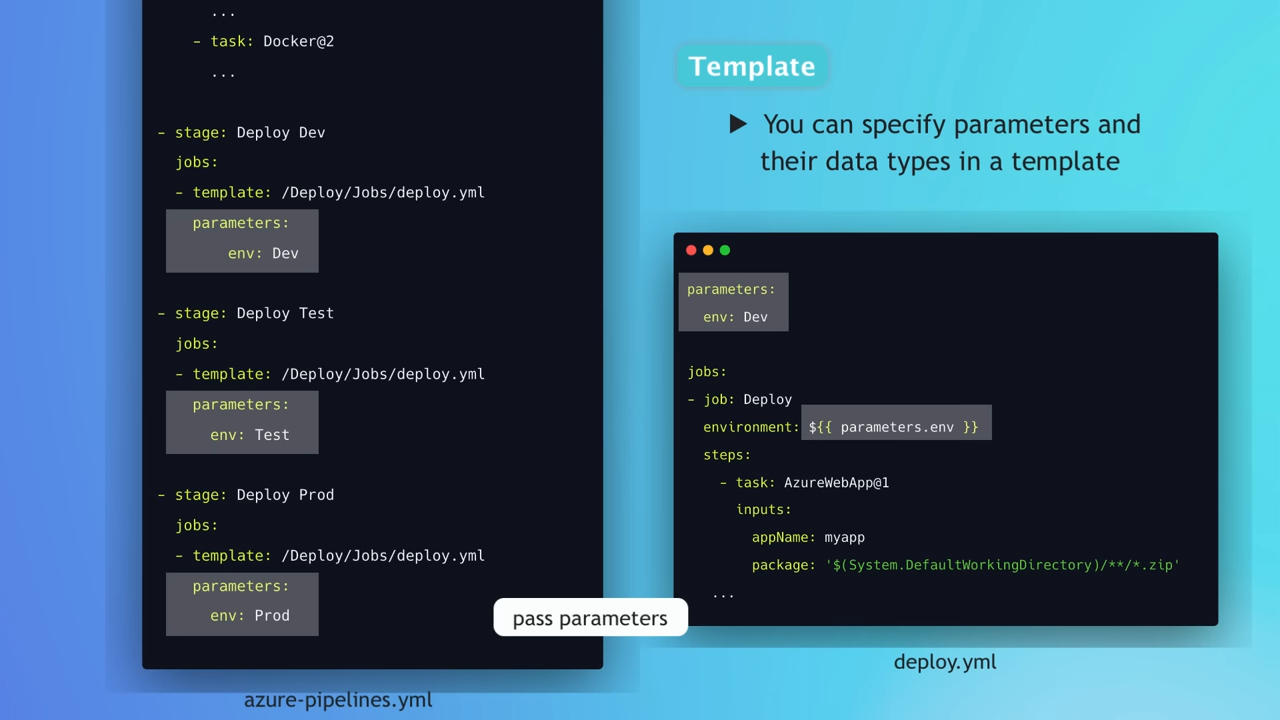 ...
- task: Docker@2
...
- stage: Deploy Dev
jobs:
- template: /Deploy/Jobs/deploy.yml
parameters:
env: Dev
- stage: Deploy Test
jobs:
- template: /Deploy/Jobs/deploy.yml
parameters:
env: Test
- stage: Deploy Prod
jobs:
- template: /Deploy/Jobs/deploy.yml
parameters:
env: Prod
azure-pipelines.yml
pass parameters
Template
▶ You can specify parameters and
their data types in a template
parameters:
env: Dev
jobs:
- job: Deploy
environment: ${{ parameters.env }}
steps:
- task: AzureWebApp@1
inputs:
appName: myapp
package: '$(System.DefaultWorkingDirectory)/**/*.zip'
...
deploy.yml